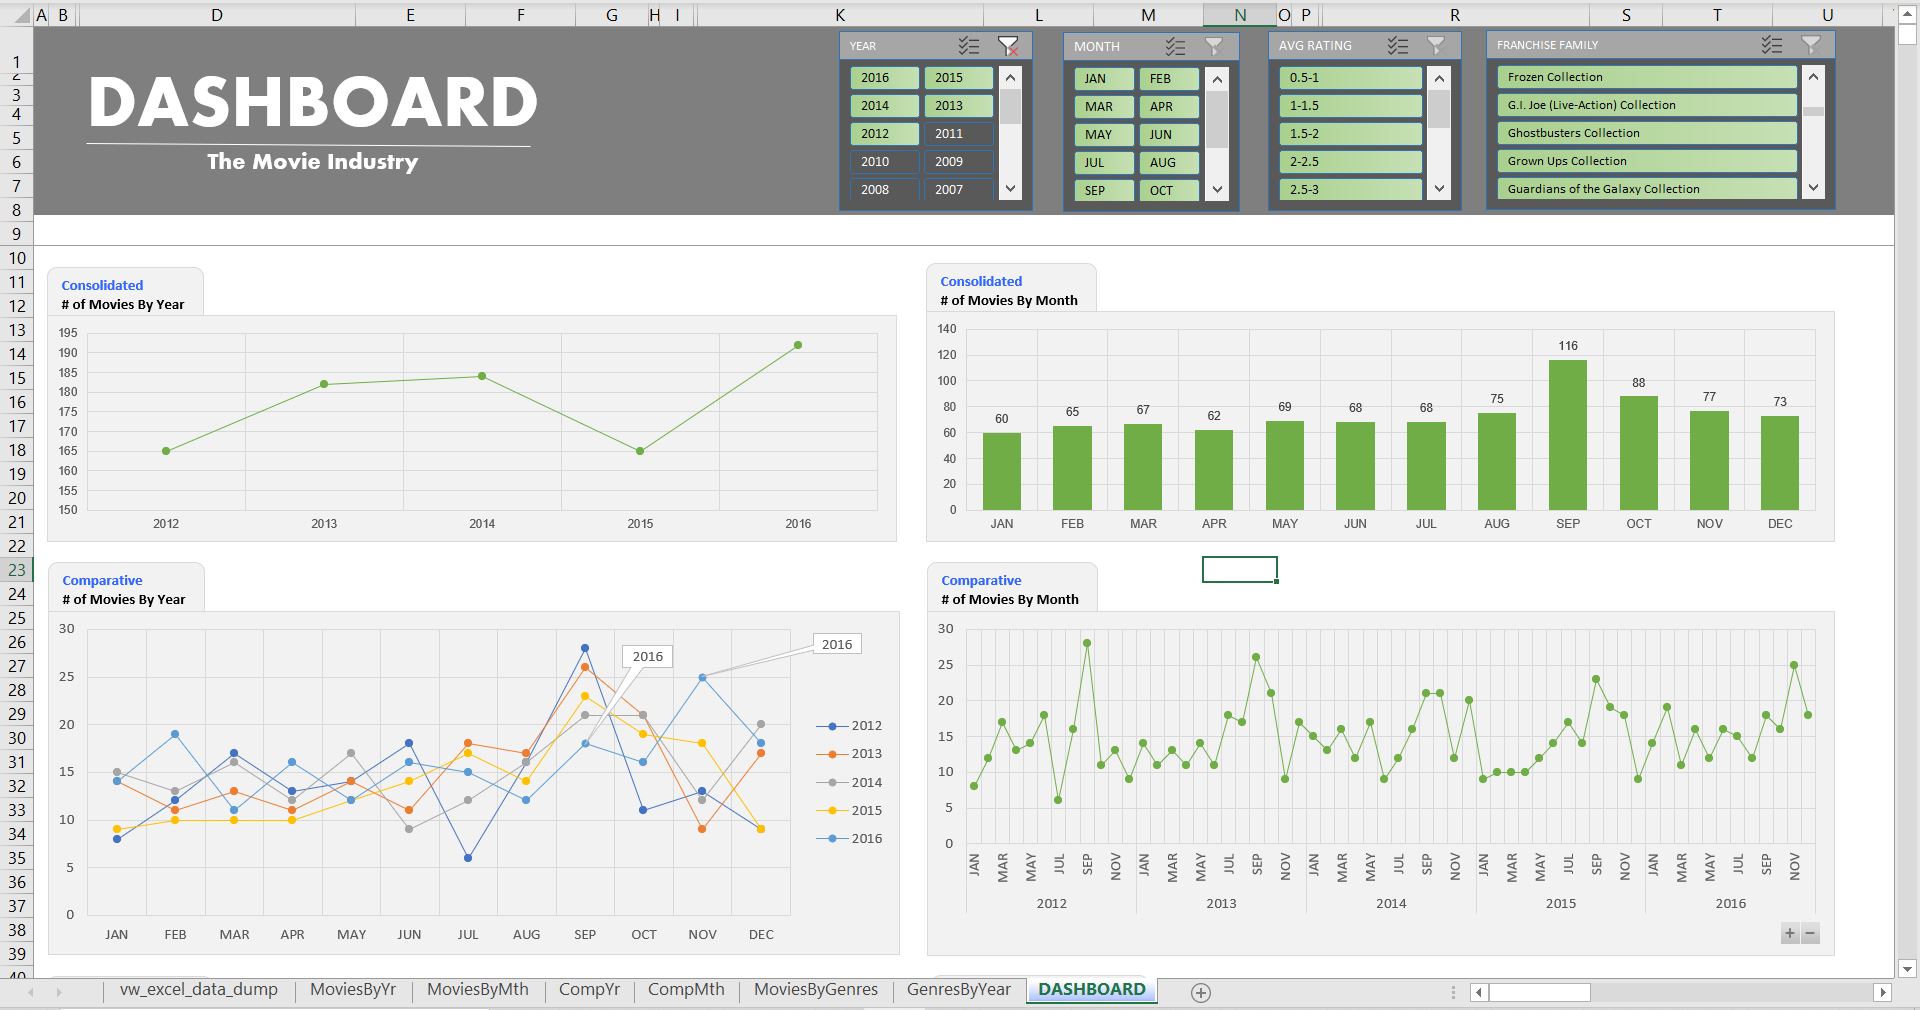 A B D E F G H I K L M N O P R S T U
1
2
3
4
5
6
7
8
9
10
11
12
13
14
15
16
17
18
19
20
21
22
23
24
25
26
27
28
29
30
31
32
33
34
35
36
37
38
39
40
DASHBOARD
The Movie Industry
YEAR
2016 2015
2014 2013
2012 2011
2010 2009
2008 2007
MONTH
JAN FEB
MAR APR
MAY JUN
JUL AUG
SEP OCT
AVG RATING
0.5-1
1-1.5
1.5-2
2-2.5
2.5-3
FRANCHISE FAMILY
Frozen Collection
G.I. Joe (Live-Action) Collection
Ghostbusters Collection
Grown Ups Collection
Guardians of the Galaxy Collection
Consolidated
# of Movies By Year
195
190
185
180
175
170
165
160
155
150
2012 2013 2014 2015 2016
Consolidated
# of Movies By Month
140
120
100
80
60
40
20
0
60 65 67 62 69 68 68 75 116 88 77 73
JAN FEB MAR APR MAY JUN JUL AUG SEP OCT NOV DEC
Comparative
# of Movies By Year
30
25
20
15
10
5
0
2016
2016
2012
2013
2014
2015
2016
JAN FEB MAR APR MAY JUN JUL AUG SEP OCT NOV DEC
Comparative
# of Movies By Month
30
25
20
15
10
5
0
JAN MAR MAY JUL SEP NOV JAN MAR MAY JUL SEP NOV JAN MAR MAY JUL SEP NOV JAN MAR MAY JUL SEP NOV JAN MAR MAY JUL SEP NOV
2012 2013 2014 2015 2016
+ −
vw_excel_data_dump MoviesByYr MoviesByMth CompYr CompMth MoviesByGenres GenresByYear DASHBOARD